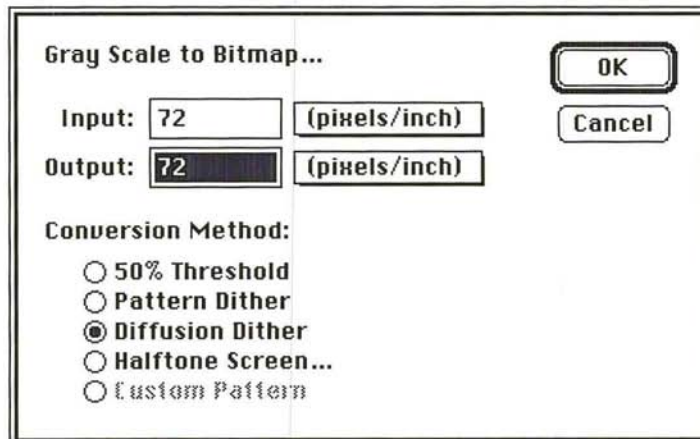 Gray Scale to Bitmap...
OK
Input: 72 (pixels/inch)
Cancel
Output: 72 (pixels/inch)
Conversion Method:
50% Threshold
Pattern Dither
Diffusion Dither
Halftone Screen...
Custom Pattern